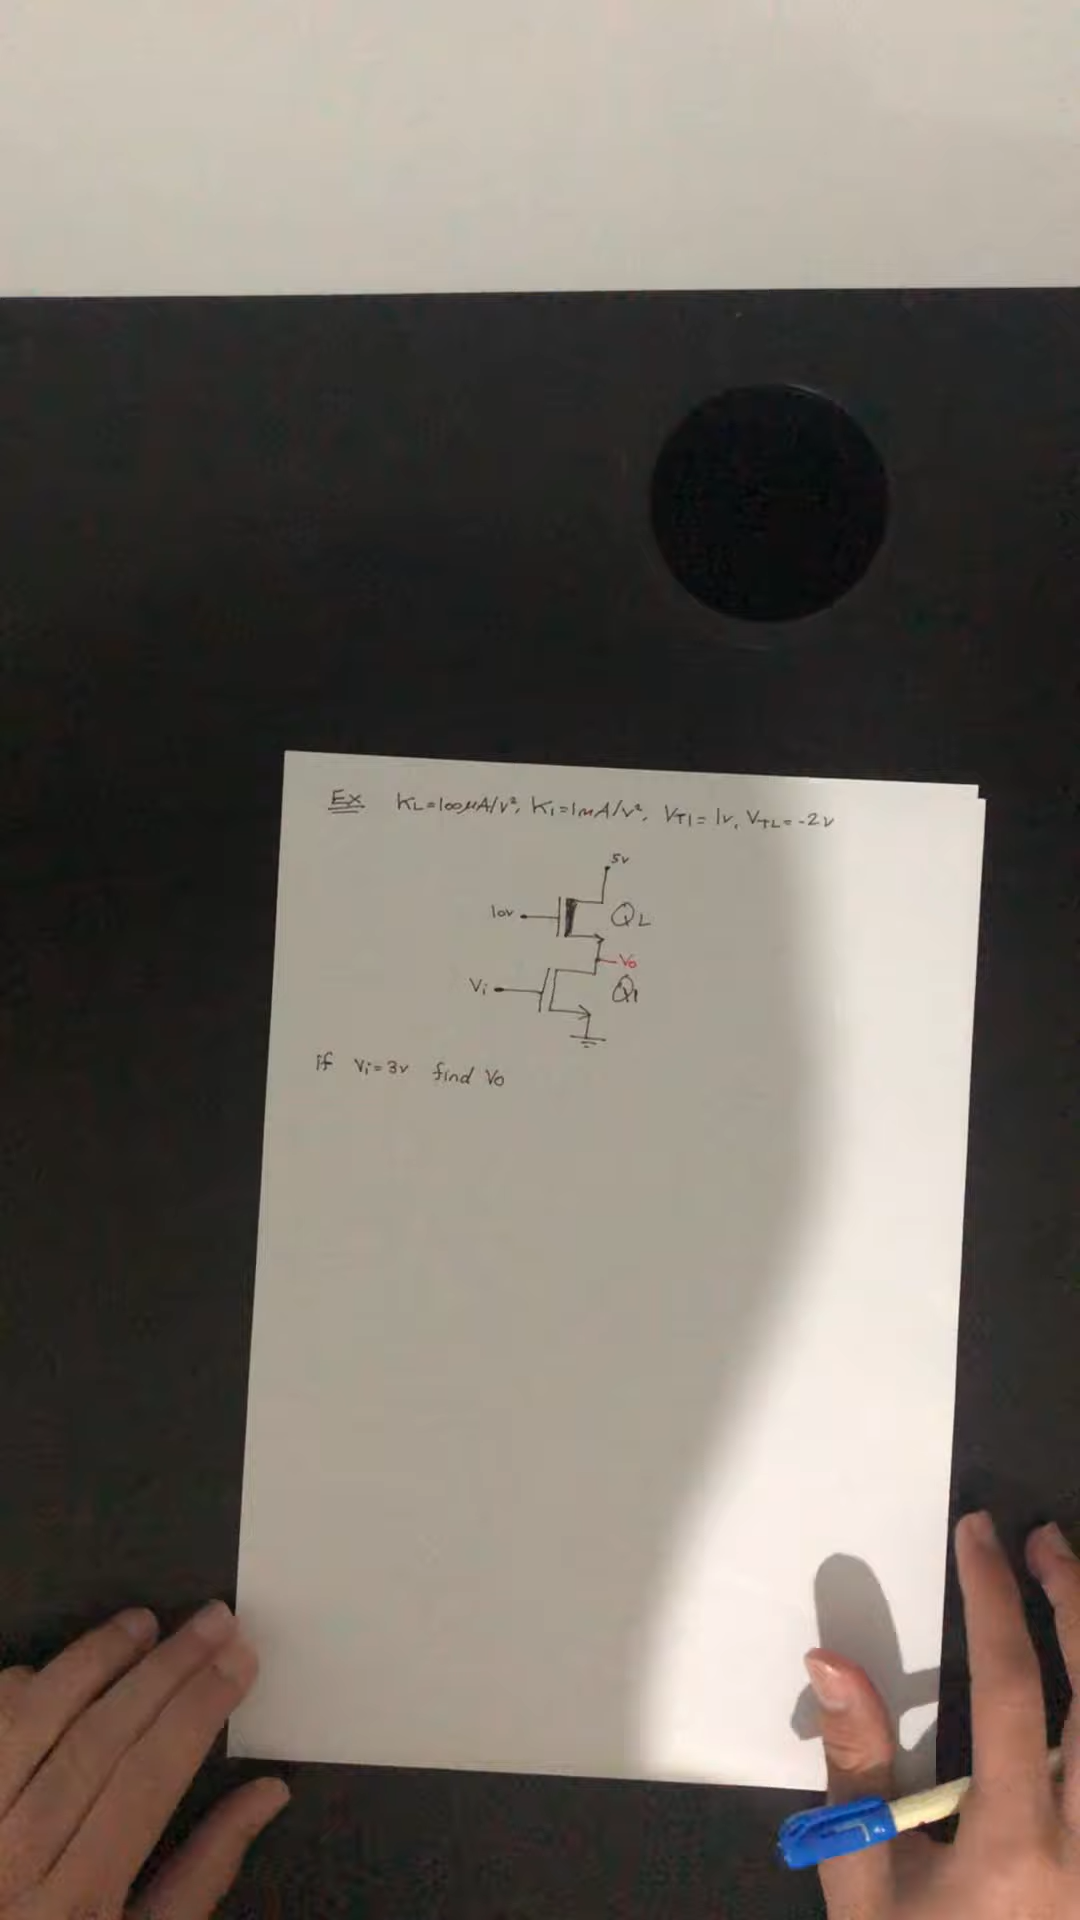 Ex KL=100μA/v², K1=1mA/v², VT1=1v, VTL=-2v
5v
10v QL
Vo
Vi Q1
if Vi=3v find Vo